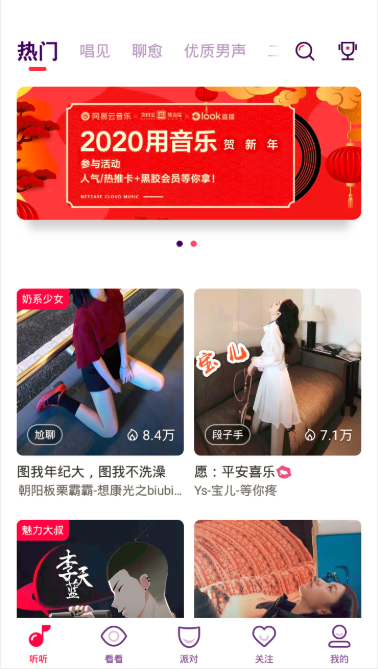 热门 唱见 聊愈 优质男声 二
网易云音乐 × × look直播
2020用音乐 贺新年
参与活动
人气/热推卡+黑胶会员等你拿!
NETEASE CLOUD MUSIC
奶系少女
宝儿
尬聊 8.4万
段子手 7.1万
图我年纪大，图我不洗澡
朝阳板栗霸霸-想康光之biubi...
愿：平安喜乐💋
Ys-宝儿-等你疼
魅力大叔
李天蓝
听听 看看 派对 关注 我的